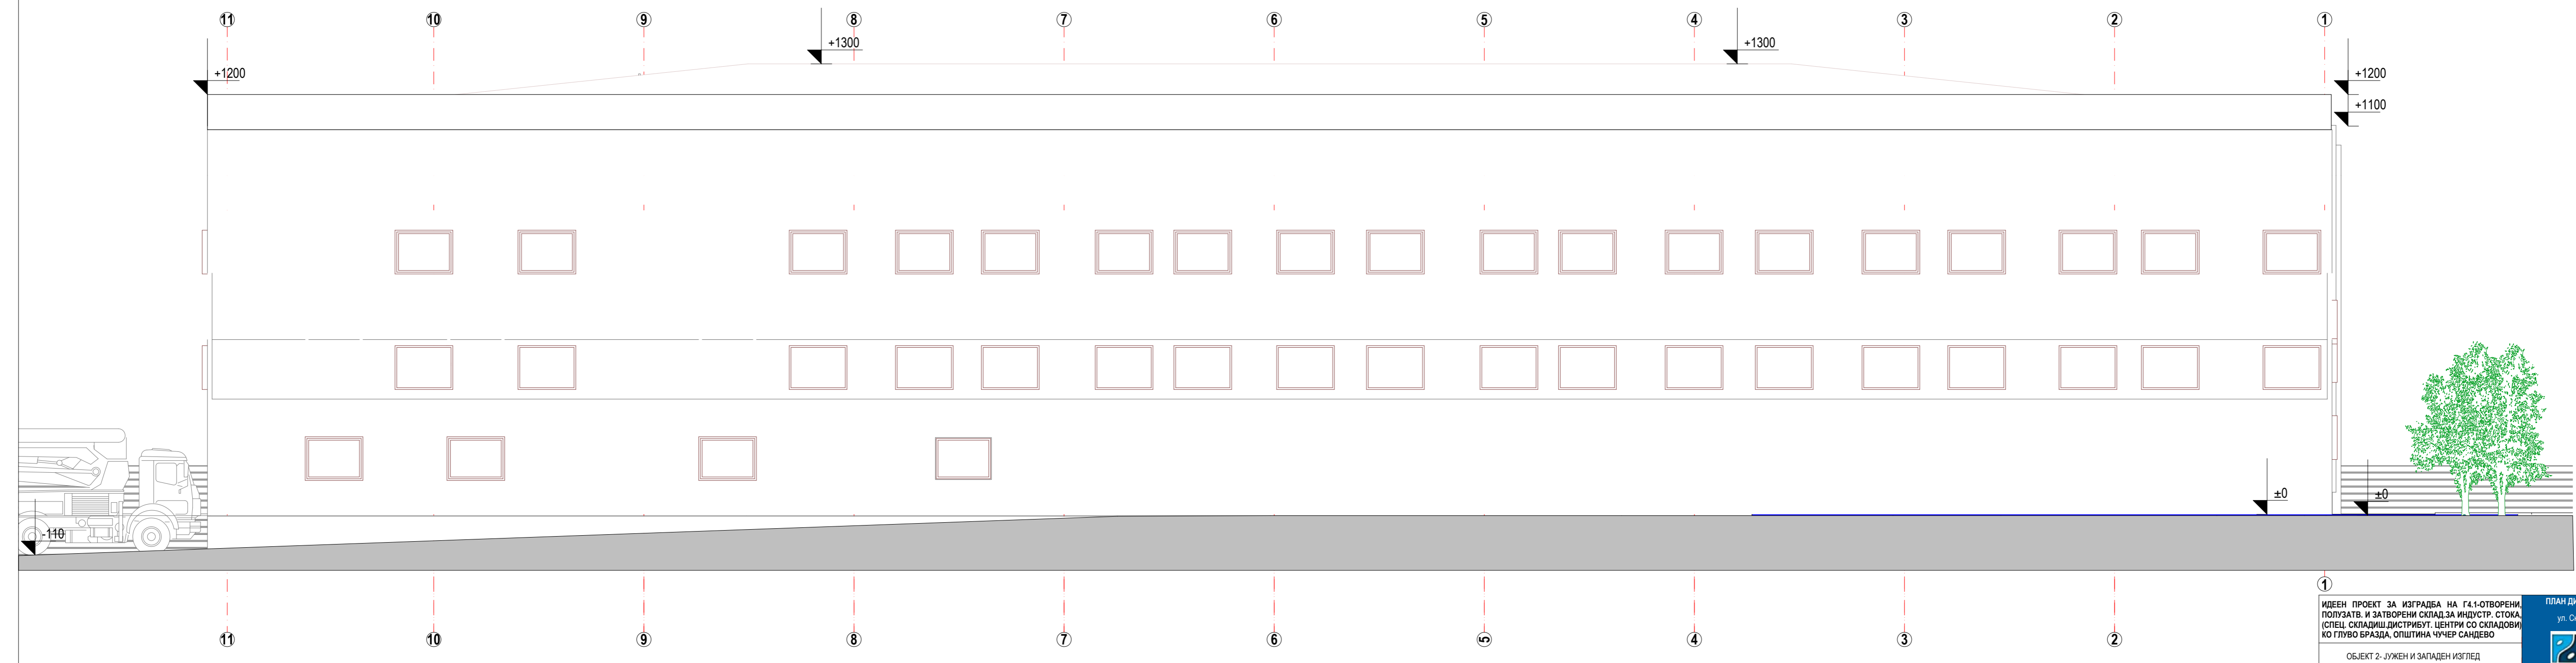 11 10 9 8 7 6 5 4 3 2 1
+1300 +1300
+1200 +1200
+1100
±0 ±0
-110
1
11 10 9 8 7 6 5 4 3 2
ИДЕЕН ПРОЕКТ ЗА ИЗГРАДБА НА Г4.1-ОТВОРЕНИ,
ПОЛУЗАТВ. И ЗАТВОРЕНИ СКЛАД.ЗА ИНДУСТР. СТОКА,
(СПЕЦ. СКЛАДИШ,ДИСТРИБУТ. ЦЕНТРИ СО СКЛАДОВИ)
КО ГЛУВО БРАЗДА, ОПШТИНА ЧУЧЕР САНДЕВО
ОБЈЕКТ 2- ЈУЖЕН И ЗАПАДЕН ИЗГЛЕД
ПЛАН
ул.